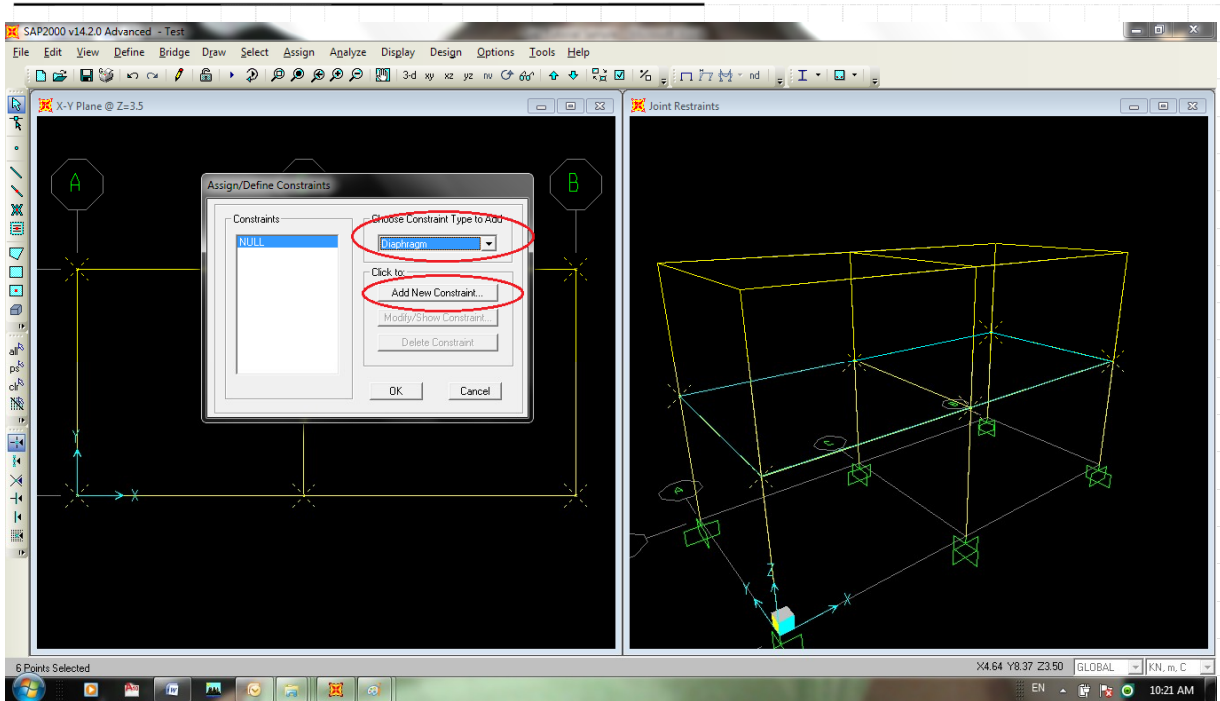 SAP2000 v14.2.0 Advanced - Test
File Edit View Define Bridge Draw Select Assign Analyze Display Design Options Tools Help
3-d xy xz yz nv nd
X-Y Plane @ Z=3.5
Joint Restraints
A
B
Assign/Define Constraints
Constraints
NULL
Choose Constraint Type to Add
Diaphragm
Click to:
Add New Constraint...
Modify/Show Constraint...
Delete Constraint
OK Cancel
all
ps
clr
Y
X
A
Z
Y
X
6 Points Selected
X4.64 Y8.37 Z3.50 GLOBAL KN, m, C
EN 10:21 AM